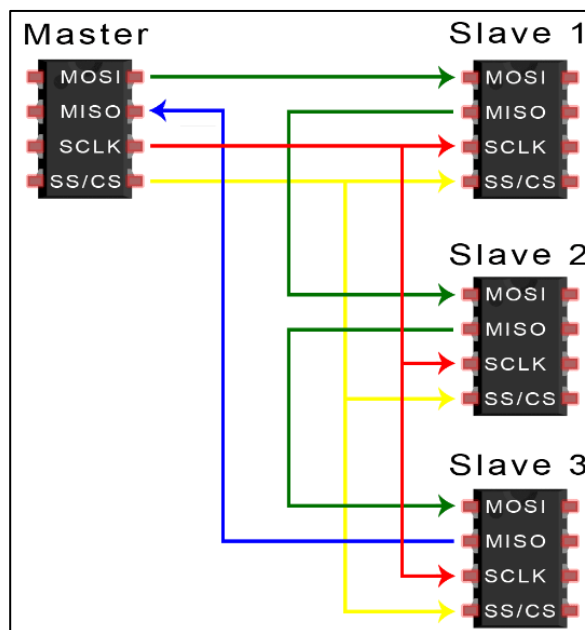 Master
MOSI
MISO
SCLK
SS/CS
Slave 1
MOSI
MISO
SCLK
SS/CS
Slave 2
MOSI
MISO
SCLK
SS/CS
Slave 3
MOSI
MISO
SCLK
SS/CS